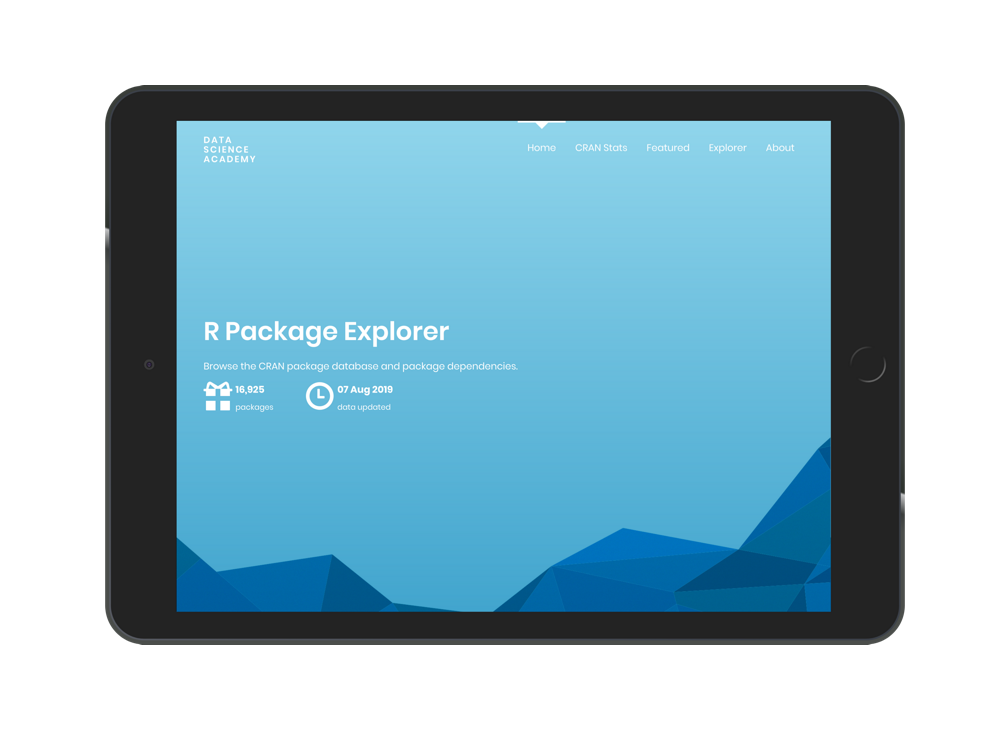 DATA
SCIENCE
ACADEMY
Home CRAN Stats Featured Explorer About
R Package Explorer
Browse the CRAN package database and package dependencies.
16,925
packages
07 Aug 2019
data updated